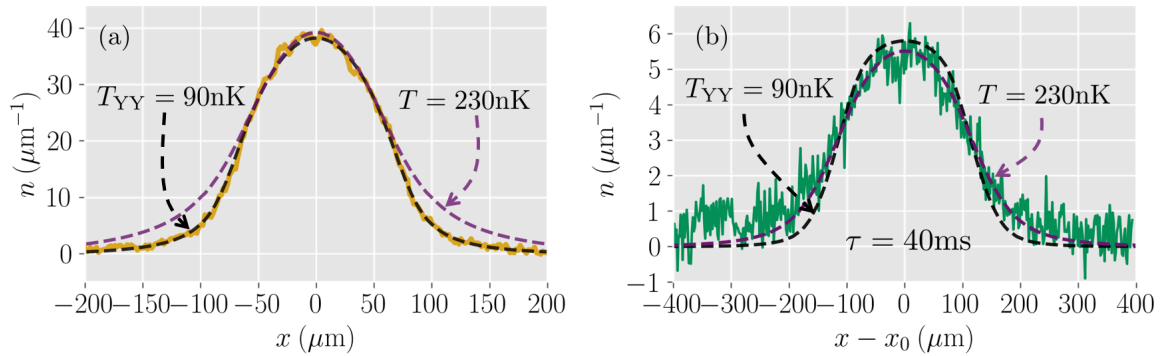 (a)
T_YY = 90nK
T = 230nK
n (μm⁻¹)
40
30
20
10
0
−200 −150 −100 −50 0 50 100 150 200
x (μm)
(b)
T_YY = 90nK
T = 230nK
τ = 40ms
n (μm⁻¹)
6
5
4
3
2
1
0
−1
−400 −300 −200 −100 0 100 200 300 400
x − x₀ (μm)